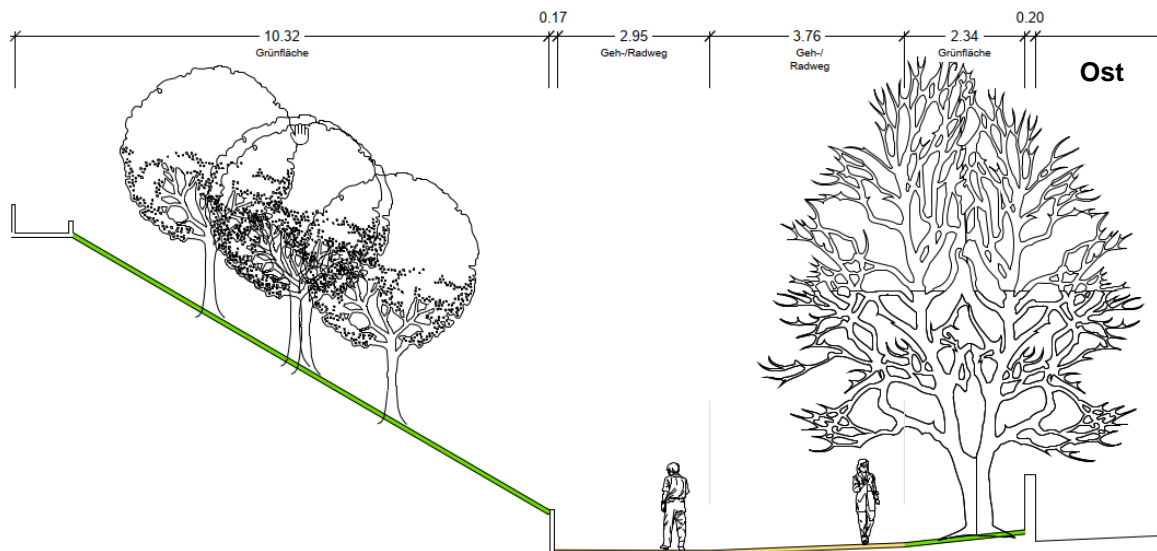 0.17
0.20
10.32
2.95
3.76
2.34
Grünfläche
Geh-/Radweg
Geh-/
Radweg
Grünfläche
Ost